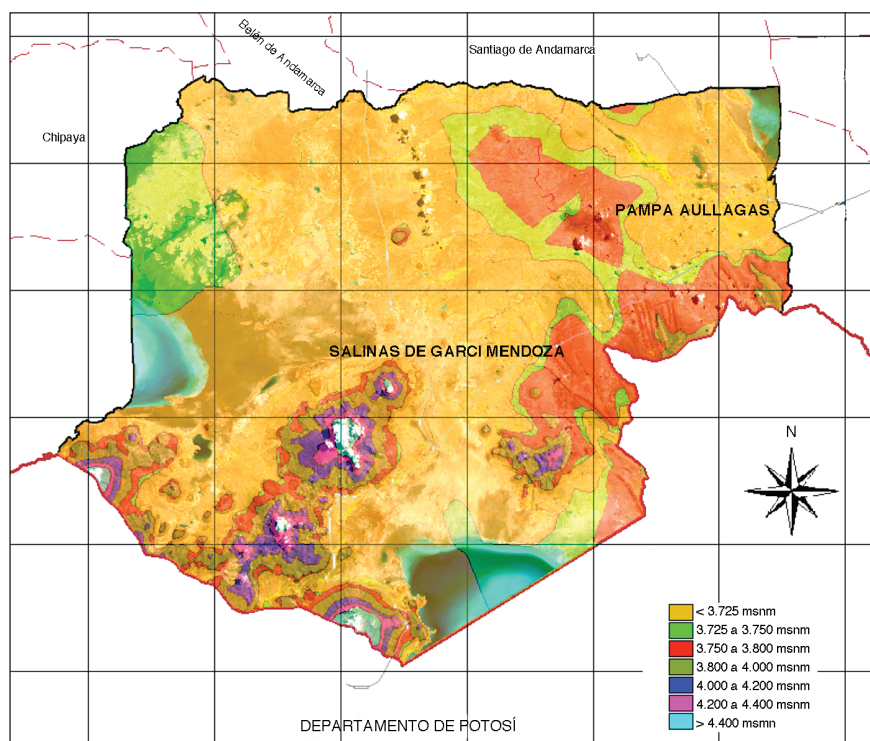 Belén de Andamarca
Santiago de Andamarca
Chipaya
PAMPA AULLAGAS
SALINAS DE GARCI MENDOZA
N
< 3.725 msnm
3.725 a 3.750 msnm
3.750 a 3.800 msnm
3.800 a 4.000 msnm
4.000 a 4.200 msnm
4.200 a 4.400 msnm
> 4.400 msmn
DEPARTAMENTO DE POTOSÍ